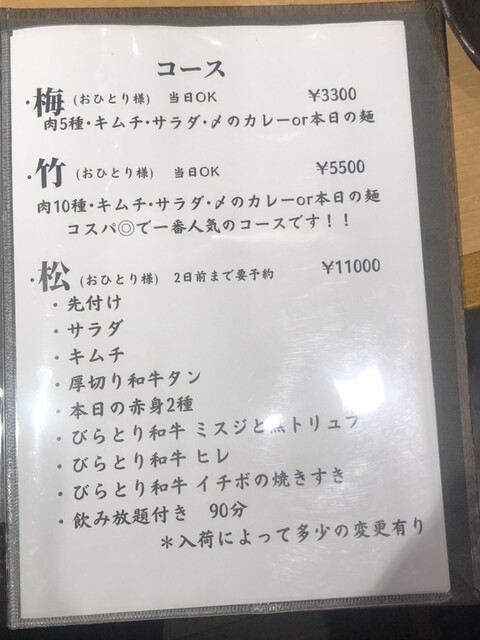 コース
・梅 (おひとり様) 当日OK ¥3300
肉5種・キムチ・サラダ・〆のカレーor本日の麺
・竹 (おひとり様) 当日OK ¥5500
肉10種・キムチ・サラダ・〆のカレーor本日の麺
コスパ◎で一番人気のコースです！！
・松 (おひとり様) 2日前まで要予約 ¥11000
・先付け
・サラダ
・キムチ
・厚切り和牛タン
・本日の赤身2種
・びらとり和牛 ミスジと黒トリュフ
・びらとり和牛 ヒレ
・びらとり和牛 イチボの焼きすき
・飲み放題付き 90分
＊入荷によって多少の変更有り